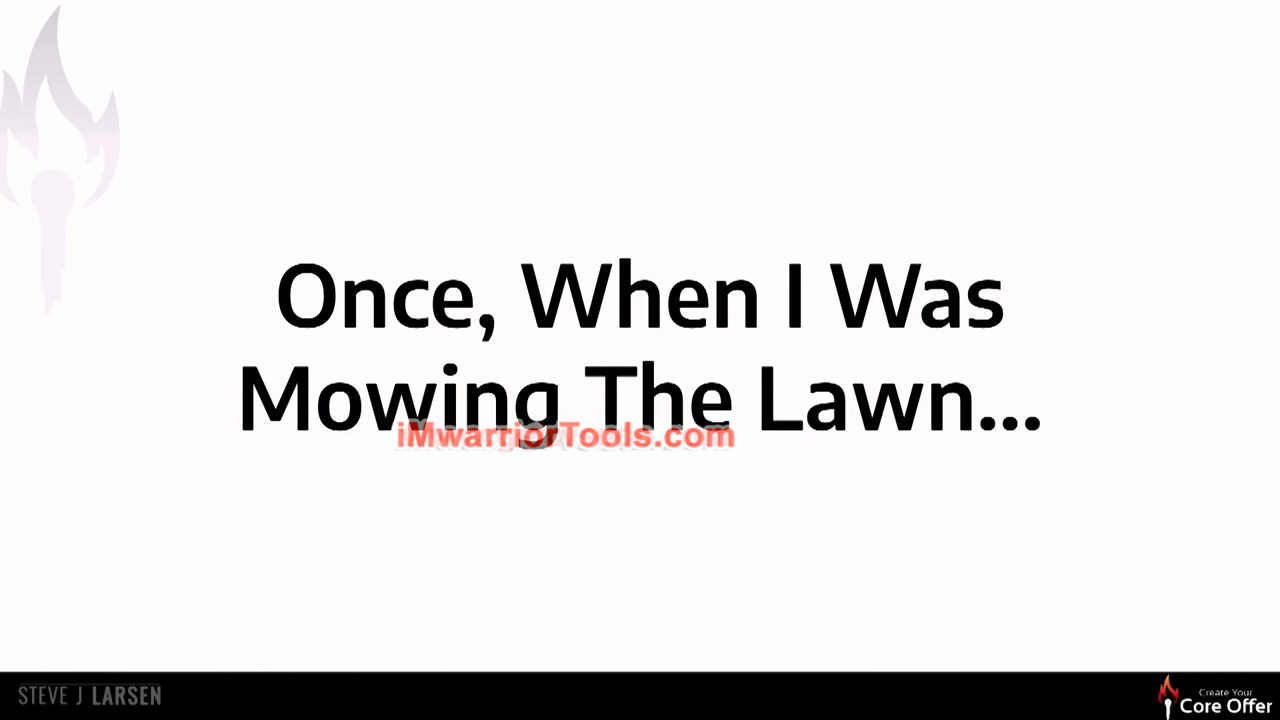 Once, When I Was
Mowing The Lawn...
iMwarriorTools.com
STEVE J LARSEN
Create Your
Core Offer